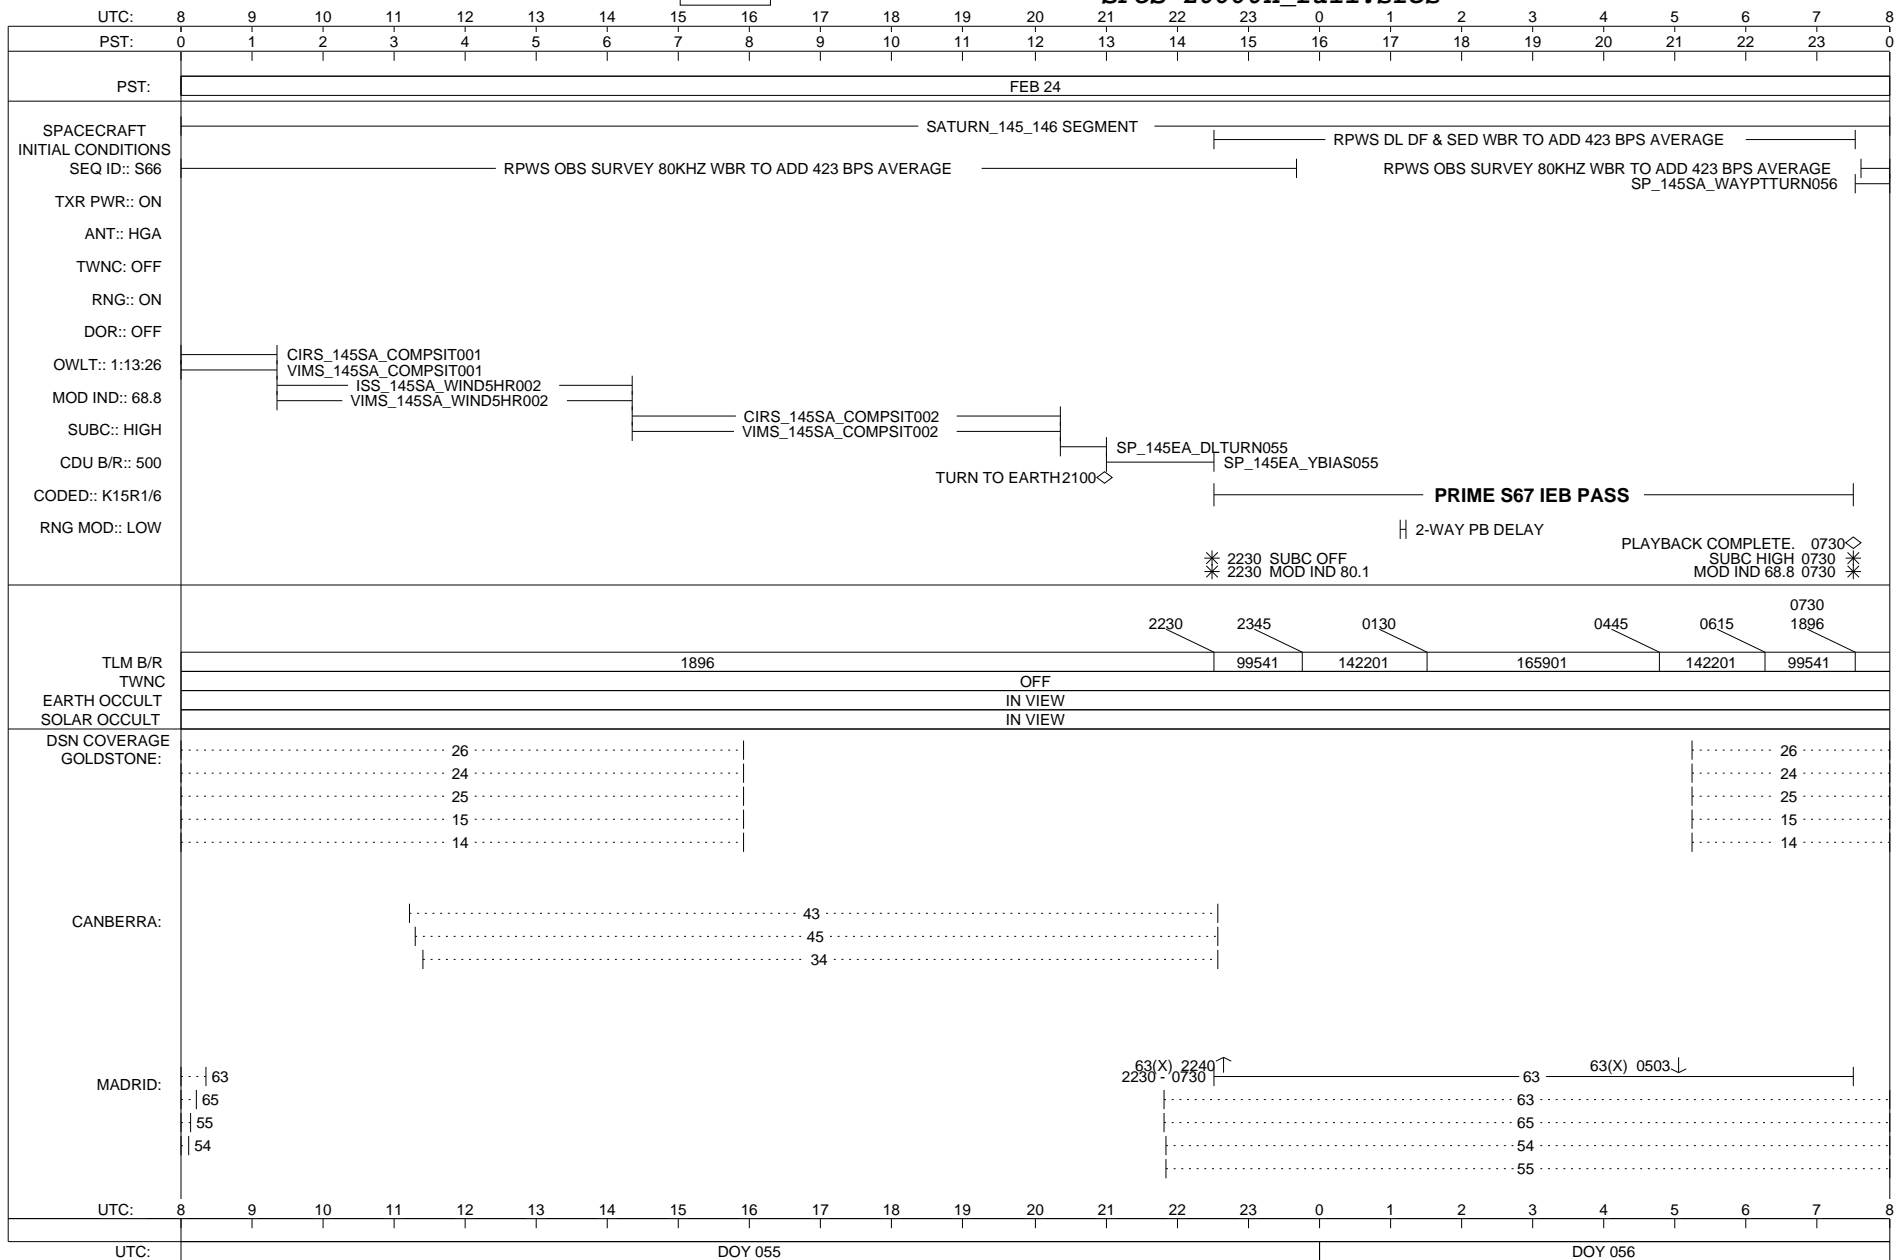 UTC: 8 9 10 11 12 13 14 15 16 17 18 19 20 21 22 23 0 1 2 3 4 5 6 7 8
PST: 0 1 2 3 4 5 6 7 8 9 10 11 12 13 14 15 16 17 18 19 20 21 22 23 0
PST: FEB 24
SPACECRAFT
INITIAL CONDITIONS
SATURN_145_146 SEGMENT
RPWS DL DF & SED WBR TO ADD 423 BPS AVERAGE
SEQ ID:: S66
RPWS OBS SURVEY 80KHZ WBR TO ADD 423 BPS AVERAGE
RPWS OBS SURVEY 80KHZ WBR TO ADD 423 BPS AVERAGE
SP_145SA_WAYPTTURN056
TXR PWR:: ON
ANT:: HGA
TWNC: OFF
RNG:: ON
DOR:: OFF
CIRS_145SA_COMPSIT001
OWLT:: 1:13:26
VIMS_145SA_COMPSIT001
ISS_145SA_WIND5HR002
MOD IND:: 68.8
VIMS_145SA_WIND5HR002
CIRS_145SA_COMPSIT002
SUBC:: HIGH
VIMS_145SA_COMPSIT002
SP_145EA_DLTURN055
CDU B/R:: 500
SP_145EA_YBIAS055
TURN TO EARTH2100
CODED:: K15R1/6
PRIME S67 IEB PASS
RNG MOD:: LOW
2-WAY PB DELAY
PLAYBACK COMPLETE. 0730
2230 SUBC OFF
SUBC HIGH 0730
2230 MOD IND 80.1
MOD IND 68.8 0730
0730
2230 2345 0130 0445 0615 1896
TLM B/R 1896 99541 142201 165901 142201 99541
TWNC OFF
EARTH OCCULT IN VIEW
SOLAR OCCULT IN VIEW
DSN COVERAGE
GOLDSTONE:
26 26
24 24
25 25
15 15
14 14
CANBERRA:
43
45
34
MADRID:
63(X) 2240 63(X) 0503
63 2230 - 0730 63
65 63
55 65
54 54
55
UTC: 8 9 10 11 12 13 14 15 16 17 18 19 20 21 22 23 0 1 2 3 4 5 6 7 8
UTC: DOY 055 DOY 056